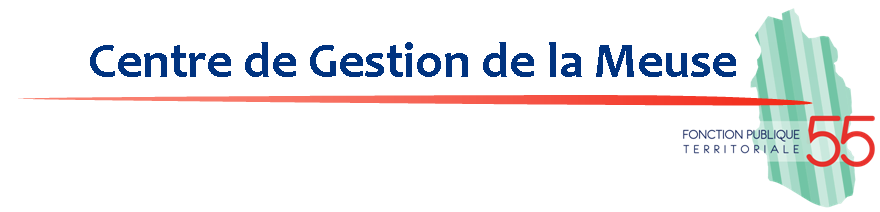 Centre de Gestion de la Meuse
FONCTION PUBLIQUE
TERRITORIALE
55